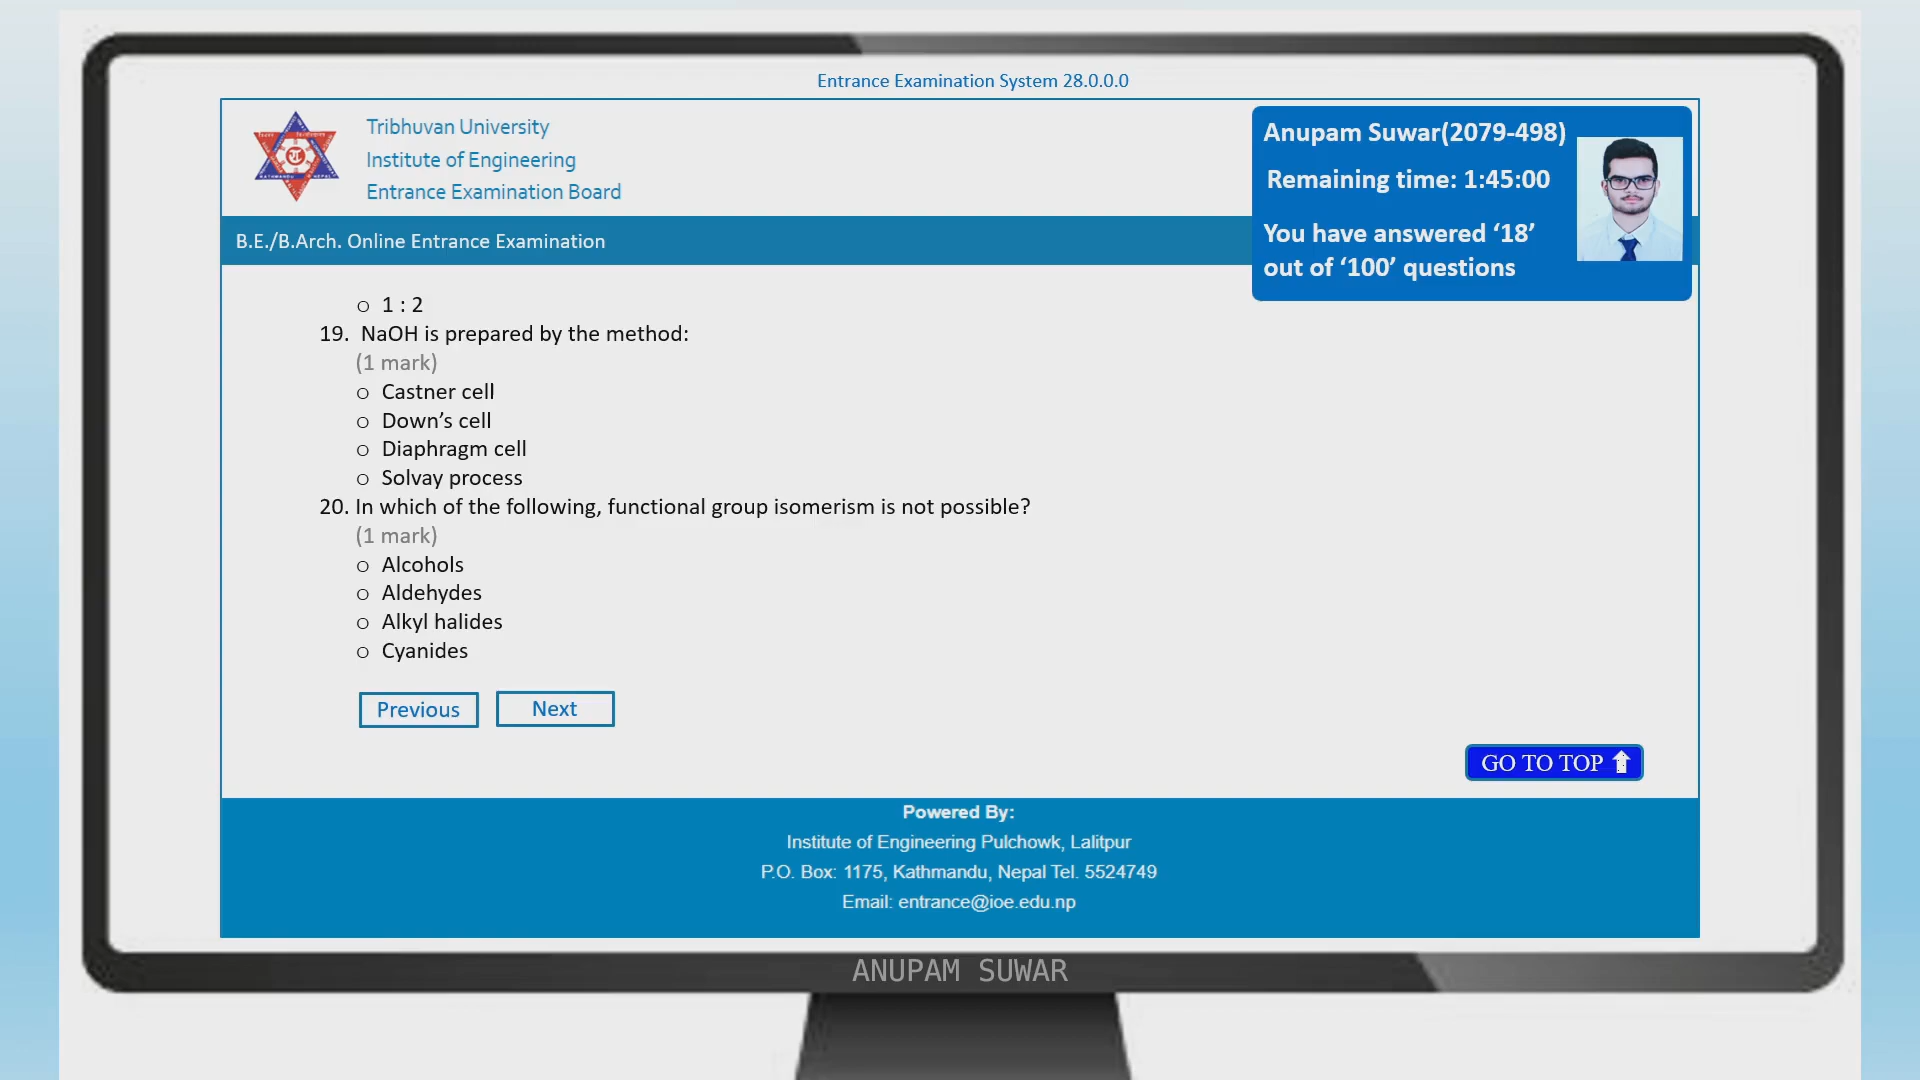 Entrance Examination System 28.0.0.0
Tribhuvan University
Institute of Engineering
Entrance Examination Board
Anupam Suwar(2079-498)
Remaining time: 1:45:00
You have answered ‘18’
out of ‘100’ questions
B.E./B.Arch. Online Entrance Examination
o 1 : 2
19. NaOH is prepared by the method:
(1 mark)
o Castner cell
o Down’s cell
o Diaphragm cell
o Solvay process
20. In which of the following, functional group isomerism is not possible?
(1 mark)
o Alcohols
o Aldehydes
o Alkyl halides
o Cyanides
Previous
Next
GO TO TOP
Powered By:
Institute of Engineering Pulchowk, Lalitpur
P.O. Box: 1175, Kathmandu, Nepal Tel. 5524749
Email: entrance@ioe.edu.np
ANUPAM SUWAR